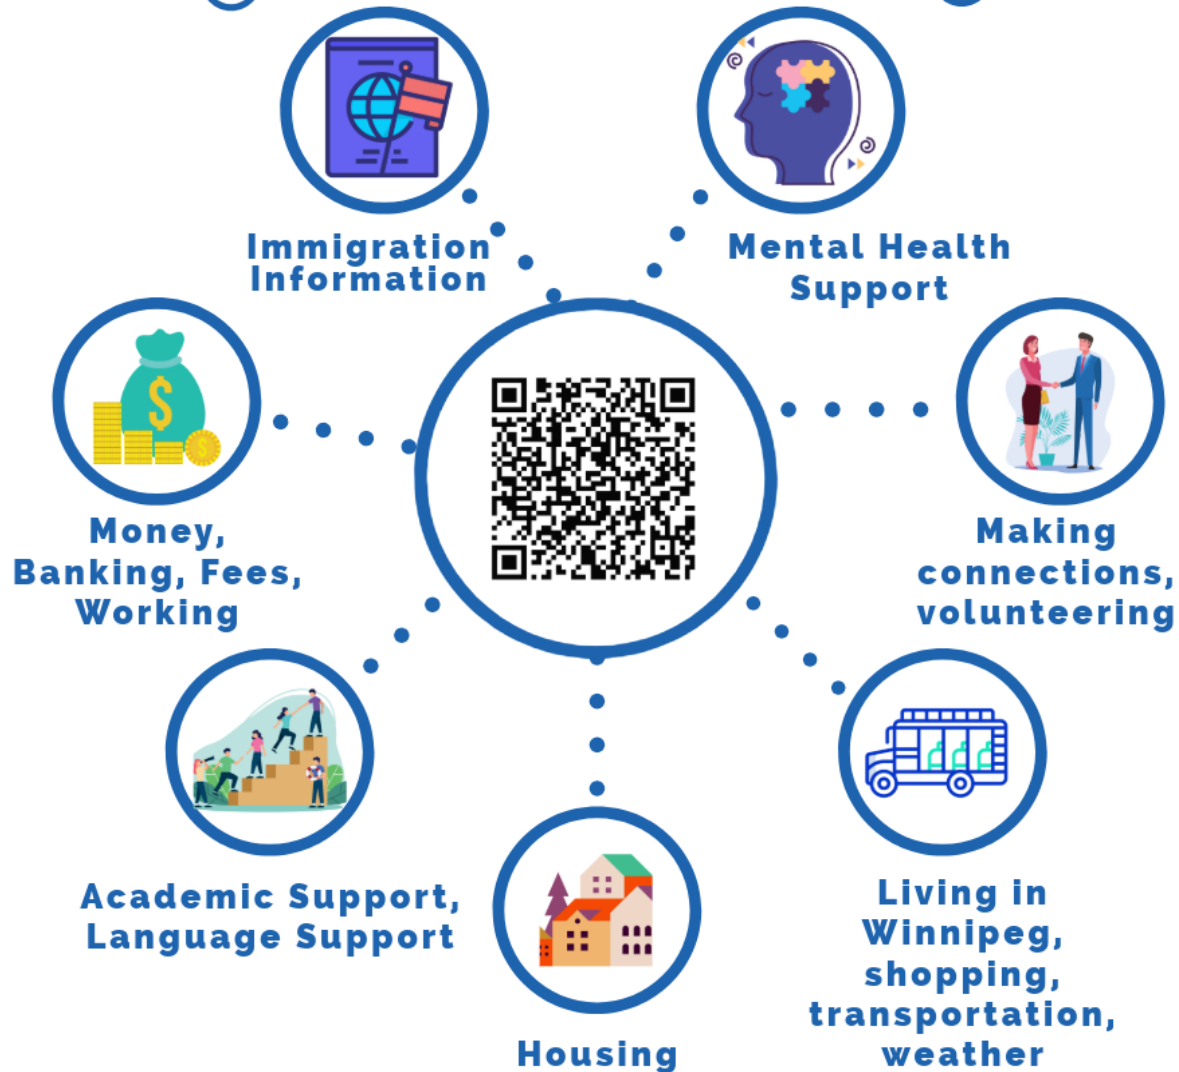 Immigration
Information
Mental Health
Support
$
$
Money,
Banking, Fees,
Working
Making
connections,
volunteering
Academic Support,
Language Support
Housing
Living in
Winnipeg,
shopping,
transportation,
weather